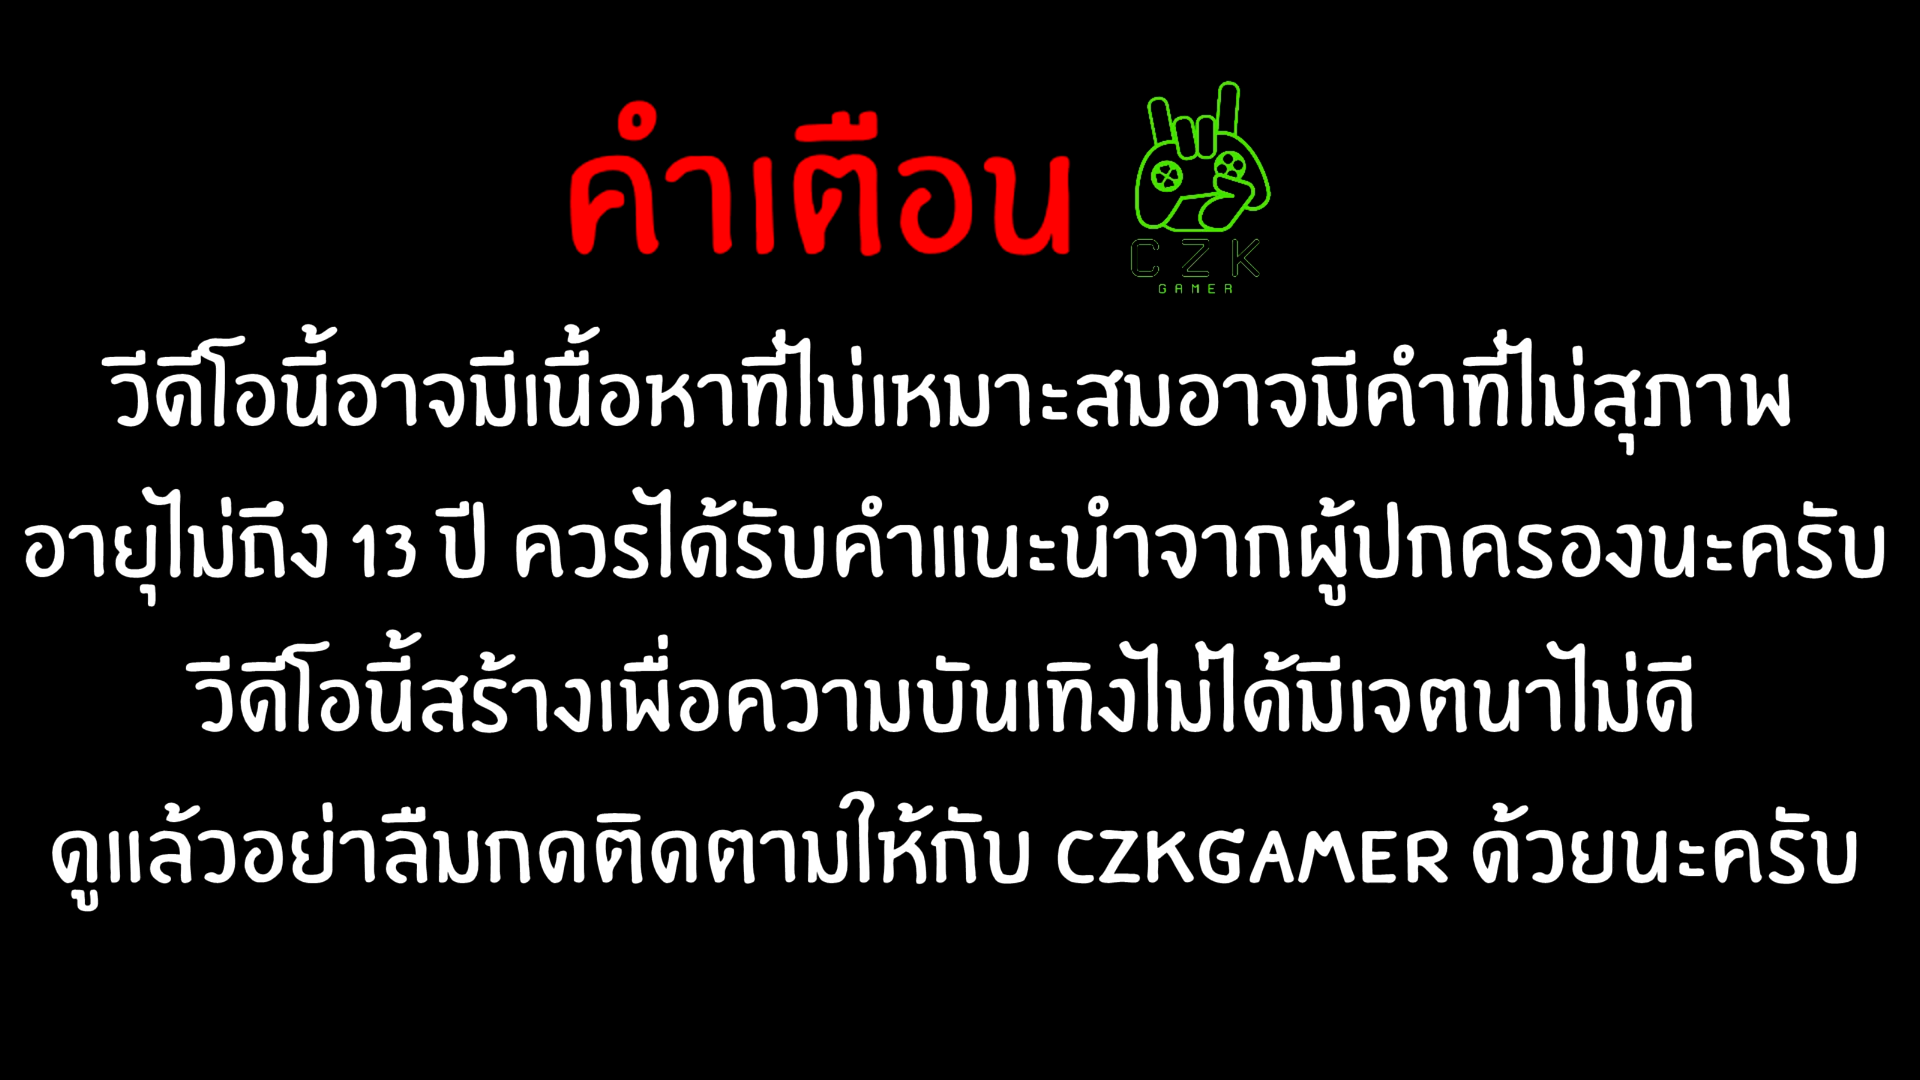 คำเตือน
CZK
GAMER
วีดีโอนี้อาจมีเนื้อหาที่ไม่เหมาะสมอาจมีคำที่ไม่สุภาพ
อายุไม่ถึง 13 ปี ควรได้รับคำแนะนำจากผู้ปกครองนะครับ
วีดีโอนี้สร้างเพื่อความบันเทิงไม่ได้มีเจตนาไม่ดี
ดูแล้วอย่าลืมกดติดตามให้กับ CZKGAMER ด้วยนะครับ